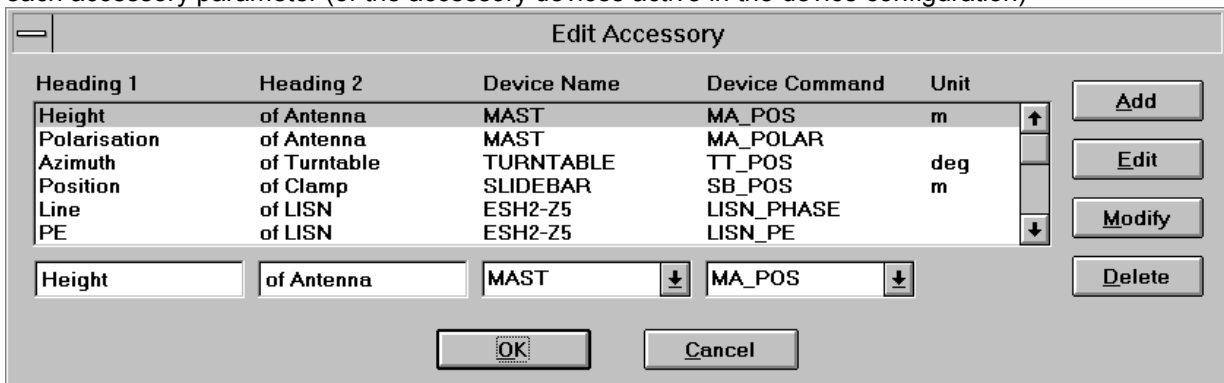 each accessory parameter (of the accessory devices active in the device configuration)
Edit Accessory
Heading 1 Heading 2 Device Name Device Command Unit
Height of Antenna MAST MA_POS m
Polarisation of Antenna MAST MA_POLAR
Azimuth of Turntable TURNTABLE TT_POS deg
Position of Clamp SLIDEBAR SB_POS m
Line of LISN ESH2-Z5 LISN_PHASE
PE of LISN ESH2-Z5 LISN_PE
Height of Antenna MAST MA_POS
Add
Edit
Modify
Delete
OK Cancel